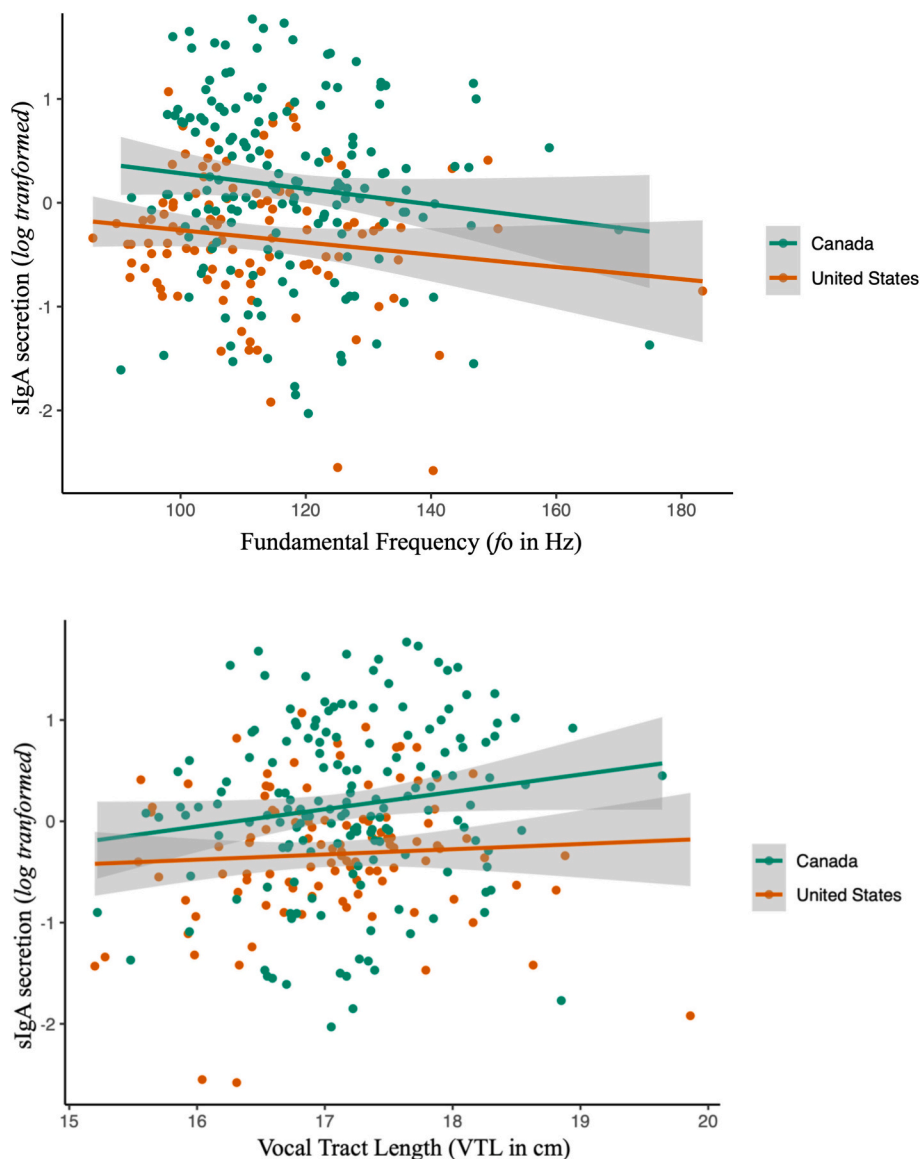 1
0
-1
-2
sIgA secretion (log tranformed)
100
120
140
160
180
Fundamental Frequency (fo in Hz)
Canada
United States
1
0
-1
-2
sIgA secretion (log tranformed)
15
16
17
18
19
20
Vocal Tract Length (VTL in cm)
Canada
United States